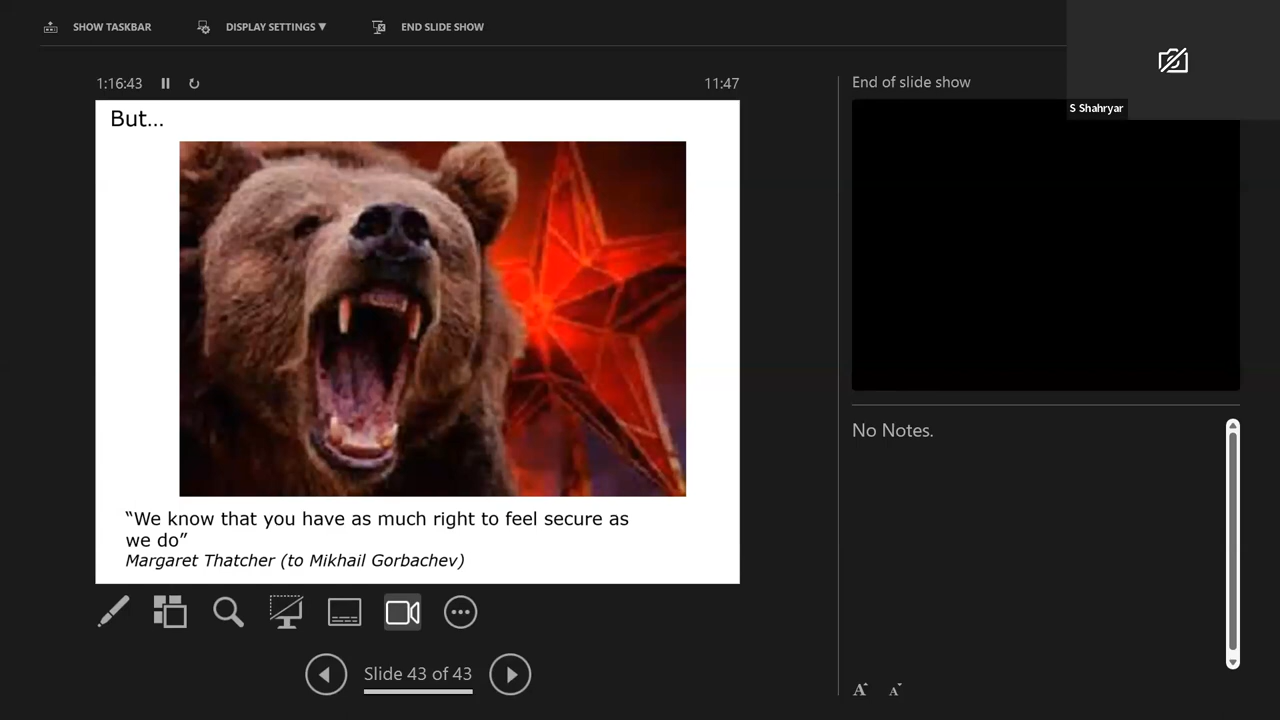 SHOW TASKBAR
DISPLAY SETTINGS ▼
END SLIDE SHOW
1:16:43
11:47
End of slide show
S Shahryar
But...
“We know that you have as much right to feel secure as
we do”
Margaret Thatcher (to Mikhail Gorbachev)
No Notes.
Slide 43 of 43
A A